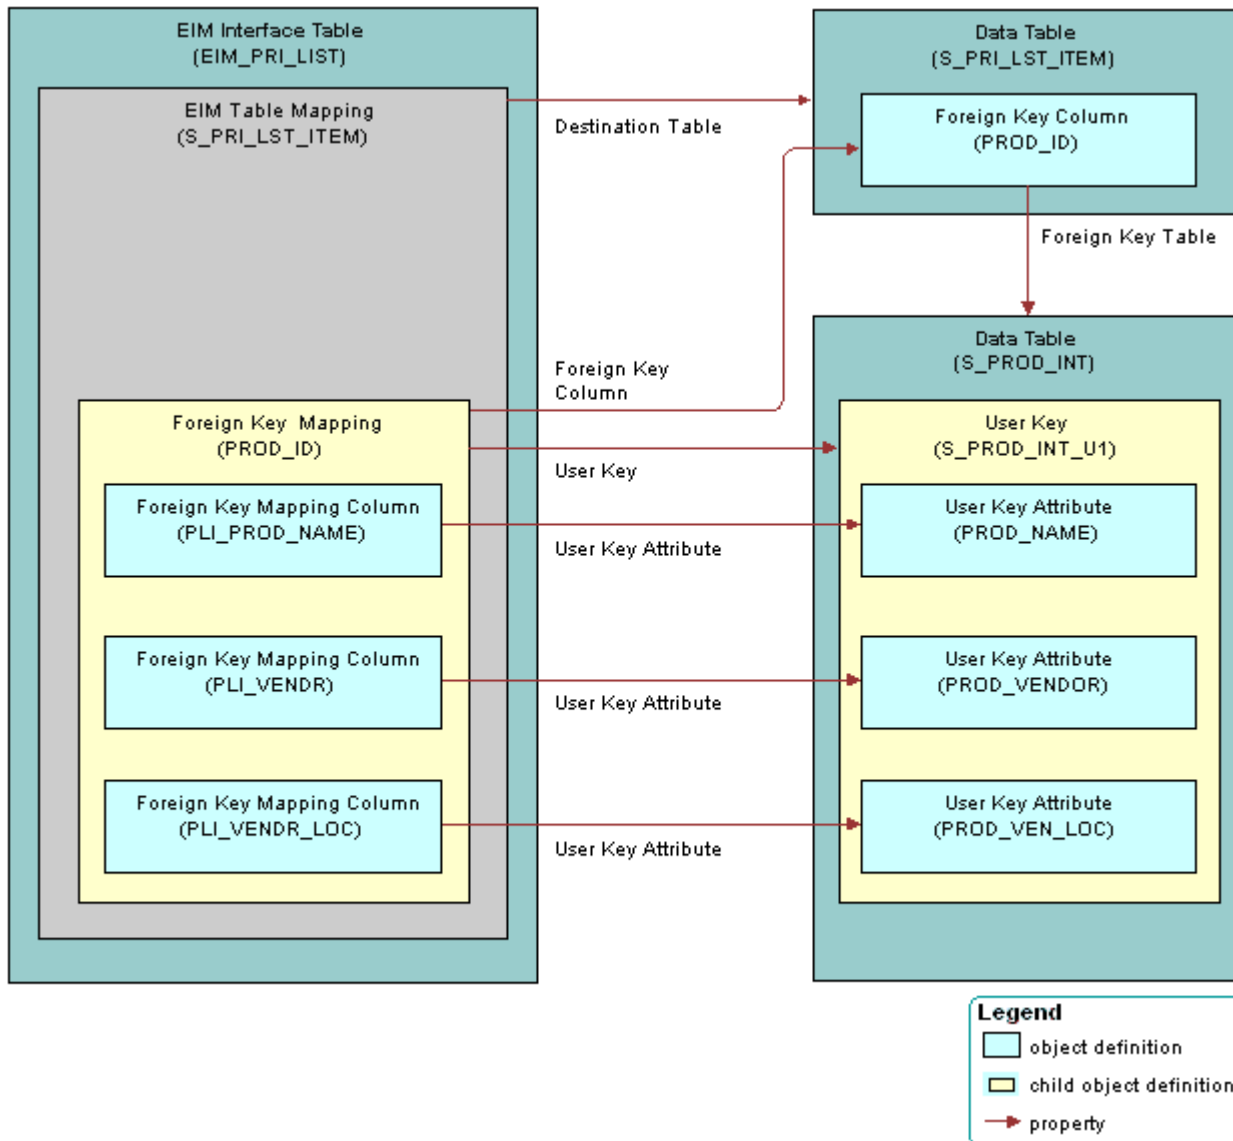 EIM Interface Table
(EIM_PRI_LIST)
EIM Table Mapping
(S_PRI_LST_ITEM)
Destination Table
Data Table
(S_PRI_LST_ITEM)
Foreign Key Column
(PROD_ID)
Foreign Key Table
Foreign Key
Column
Foreign Key Mapping
(PROD_ID)
User Key
Data Table
(S_PROD_INT)
User Key
(S_PROD_INT_U1)
Foreign Key Mapping Column
(PLI_PROD_NAME)
User Key Attribute
User Key Attribute
(PROD_NAME)
Foreign Key Mapping Column
(PLI_VENDR)
User Key Attribute
User Key Attribute
(PROD_VENDOR)
Foreign Key Mapping Column
(PLI_VENDR_LOC)
User Key Attribute
User Key Attribute
(PROD_VEN_LOC)
Legend
object definition
child object definition
property